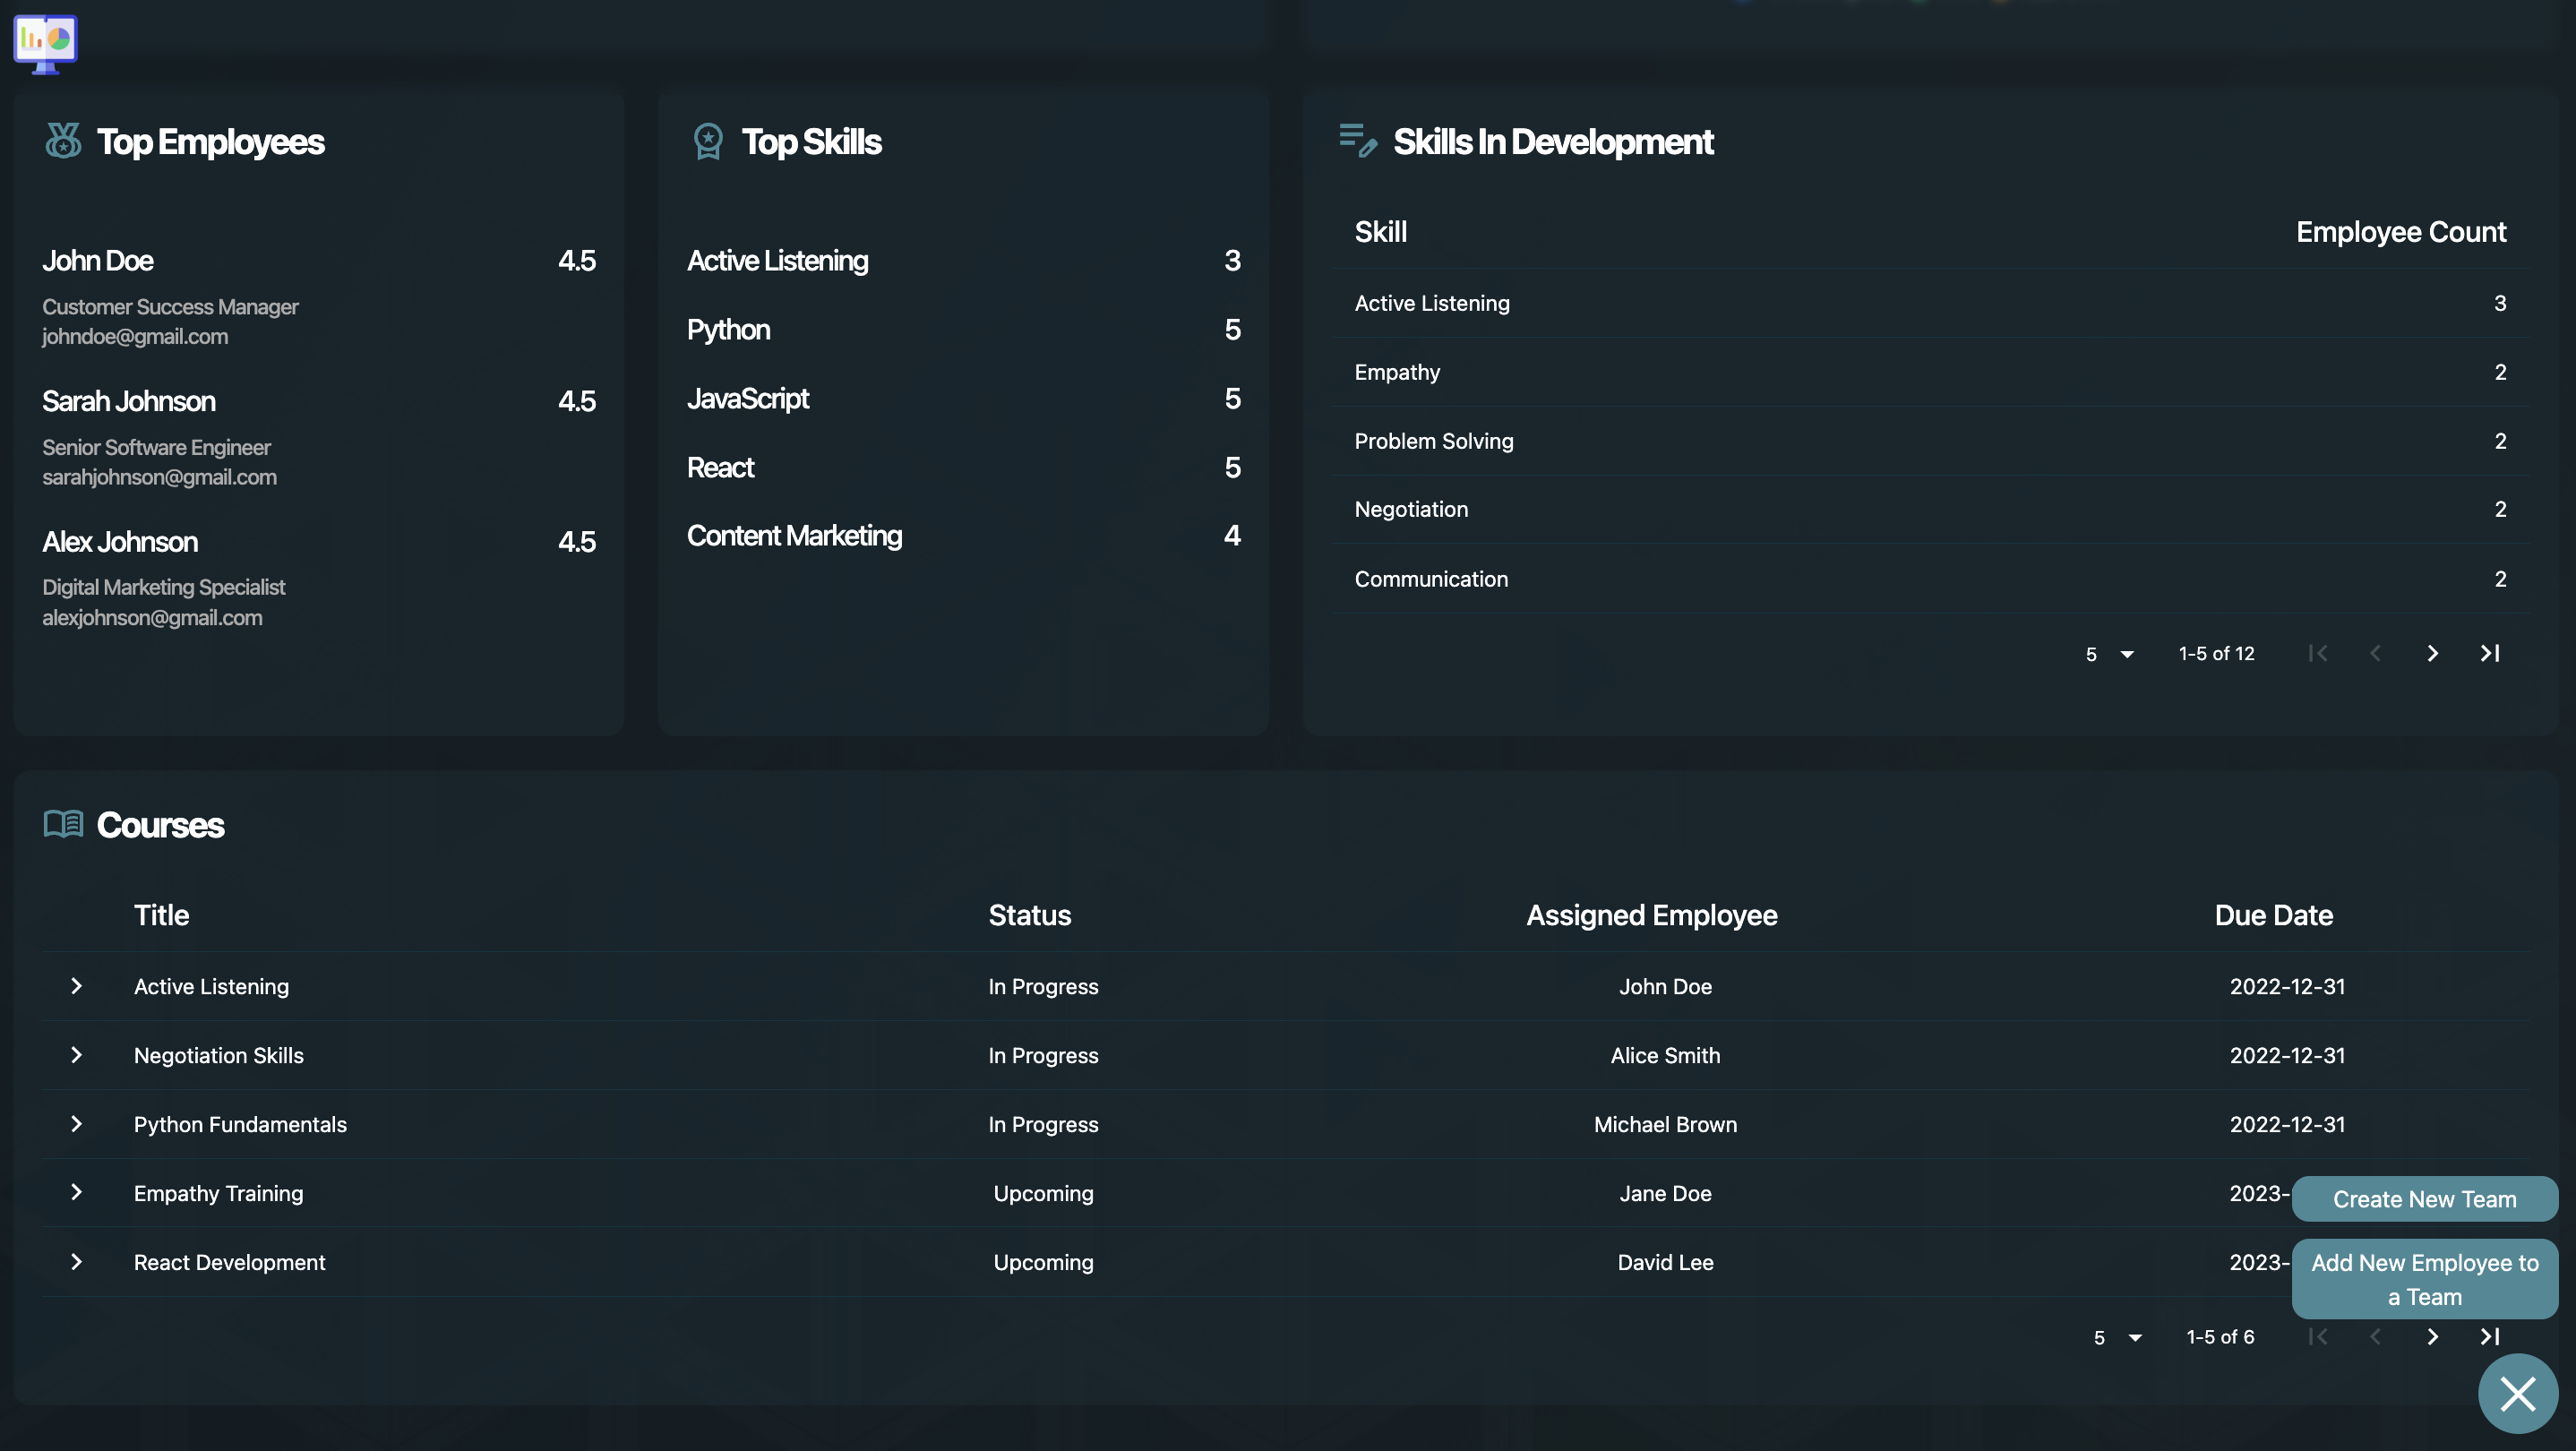 Top Employees
John Doe 4.5
Customer Success Manager
johndoe@gmail.com
Sarah Johnson 4.5
Senior Software Engineer
sarahjohnson@gmail.com
Alex Johnson 4.5
Digital Marketing Specialist
alexjohnson@gmail.com
Top Skills
Active Listening 3
Python 5
JavaScript 5
React 5
Content Marketing 4
Skills In Development
Skill Employee Count
Active Listening 3
Empathy 2
Problem Solving 2
Negotiation 2
Communication 2
5 1-5 of 12
Courses
Title Status Assigned Employee Due Date
Active Listening In Progress John Doe 2022-12-31
Negotiation Skills In Progress Alice Smith 2022-12-31
Python Fundamentals In Progress Michael Brown 2022-12-31
Empathy Training Upcoming Jane Doe 2023-
React Development Upcoming David Lee 2023-
5 1-5 of 6
Create New Team
Add New Employee to
a Team